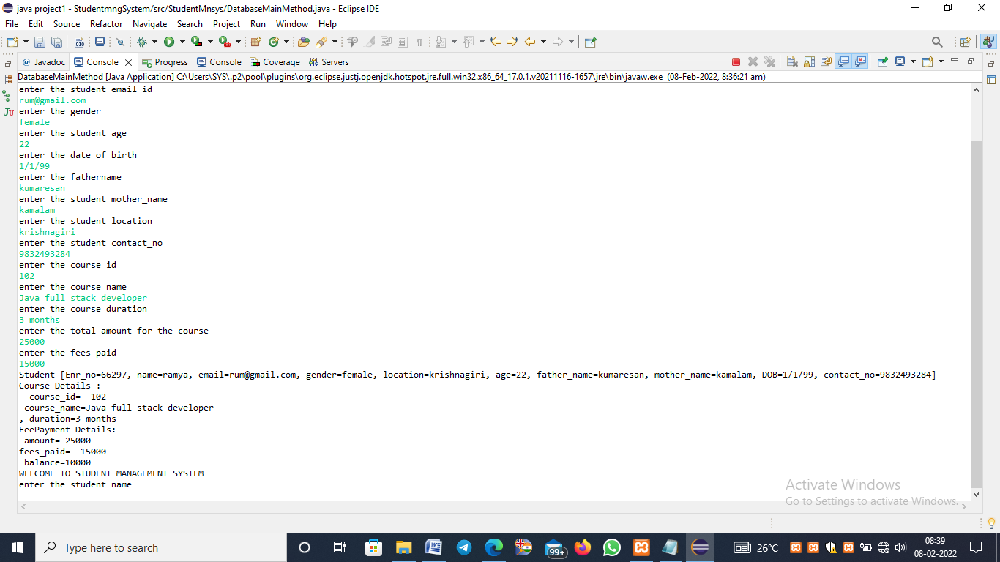 java project1 - StudentmngSystem/src/StudentMnsys/DatabaseMainMethod.java - Eclipse IDE
File Edit Source Refactor Navigate Search Project Run Window Help
@ Javadoc Console Progress Console Coverage Servers
DatabaseMainMethod [Java Application] C:\Users\SYS\.p2\pool\plugins\org.eclipse.justj.openjdk.hotspot.jre.full.win32.x86_64_17.0.1.v20211116-1657\jre\bin\javaw.exe (08-Feb-2022, 8:36:21 am)
enter the student email_id
rum@gmail.com
enter the gender
female
enter the student age
22
enter the date of birth
1/1/99
enter the fathername
kumaresan
enter the student mother_name
kamalam
enter the student location
krishnagiri
enter the student contact_no
9832493284
enter the course id
102
enter the course name
Java full stack developer
enter the course duration
3 months
enter the total amount for the course
25000
enter the fees paid
15000
Student [Enr_no=66297, name=ramya, email=rum@gmail.com, gender=female, location=krishnagiri, age=22, father_name=kumaresan, mother_name=kamalam, DOB=1/1/99, contact_no=9832493284]
Course Details :
course_id= 102
course_name=Java full stack developer
, duration=3 months
FeePayment Details:
amount= 25000
fees_paid= 15000
balance=10000
WELCOME TO STUDENT MANAGEMENT SYSTEM
enter the student name
Activate Windows
Go to Settings to activate Windows.
Type here to search
99+
26°C
08:39
08-02-2022